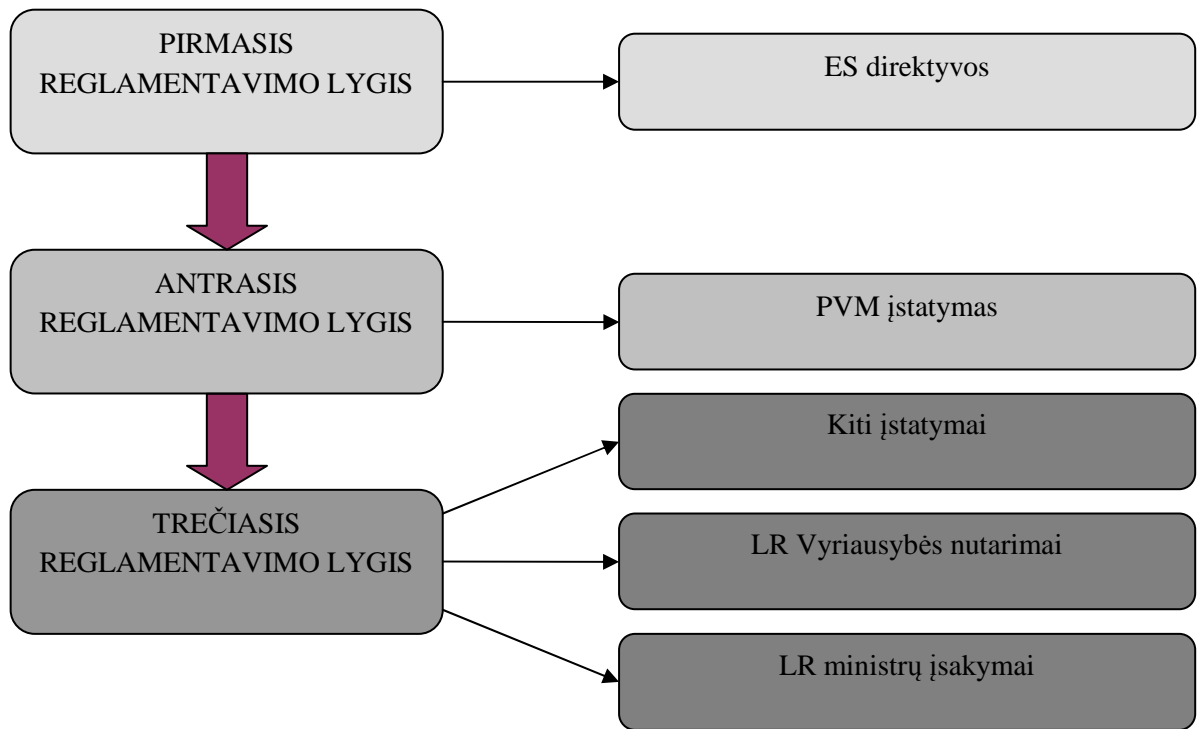 PIRMASIS
REGLAMENTAVIMO LYGIS
ES direktyvos
ANTRASIS
REGLAMENTAVIMO LYGIS
PVM įstatymas
TREČIASIS
REGLAMENTAVIMO LYGIS
Kiti įstatymai
LR Vyriausybės nutarimai
LR ministrų įsakymai